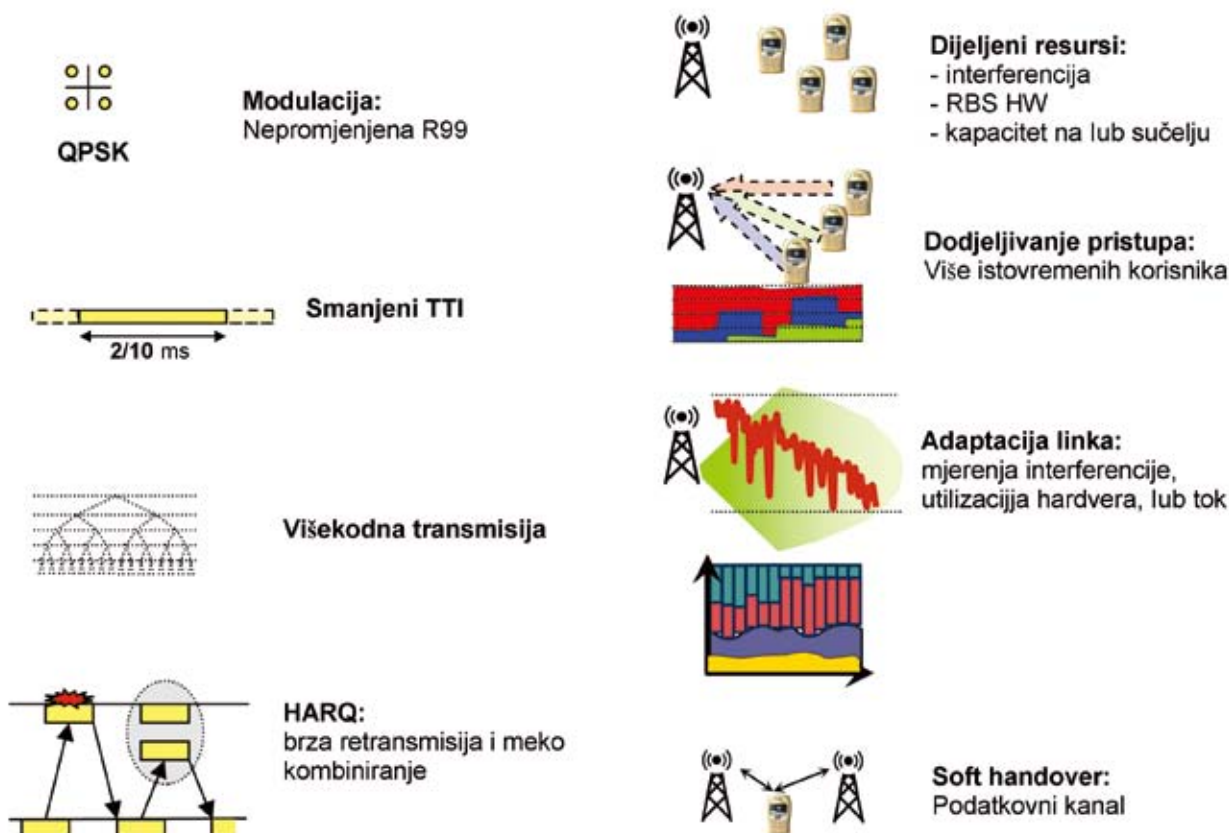 QPSK
Modulacija:
Nepromjenjena R99
2/10 ms
Smanjeni TTI
Višekodna transmisija
HARQ:
brza retransmisija i meko
kombiniranje
Dijeljeni resursi:
- interferencija
- RBS HW
- kapacitet na Iub sučelju
Dodjeljivanje pristupa:
Više istovremenih korisnika
Adaptacija linka:
mjerenja interferencije,
utilizacijja hardvera, Iub tok
Soft handover:
Podatkovni kanal